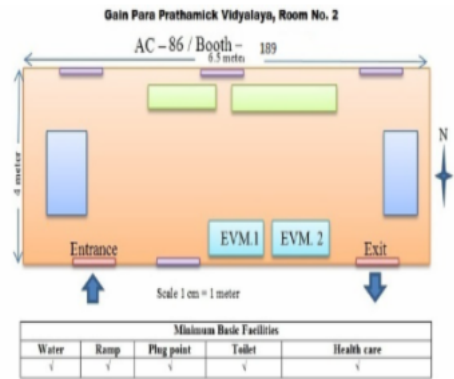 Gain Para Prathamick Vidyalaya, Room No. 2
AC – 86 / Booth – 189
6.5 meter
4 meter
N
EVM.1 EVM. 2
Entrance Exit
Scale 1 cm = 1 meter
Minimum Basic Facilities
Water Ramp Plug point Toilet Health care
√ √ √ √ √